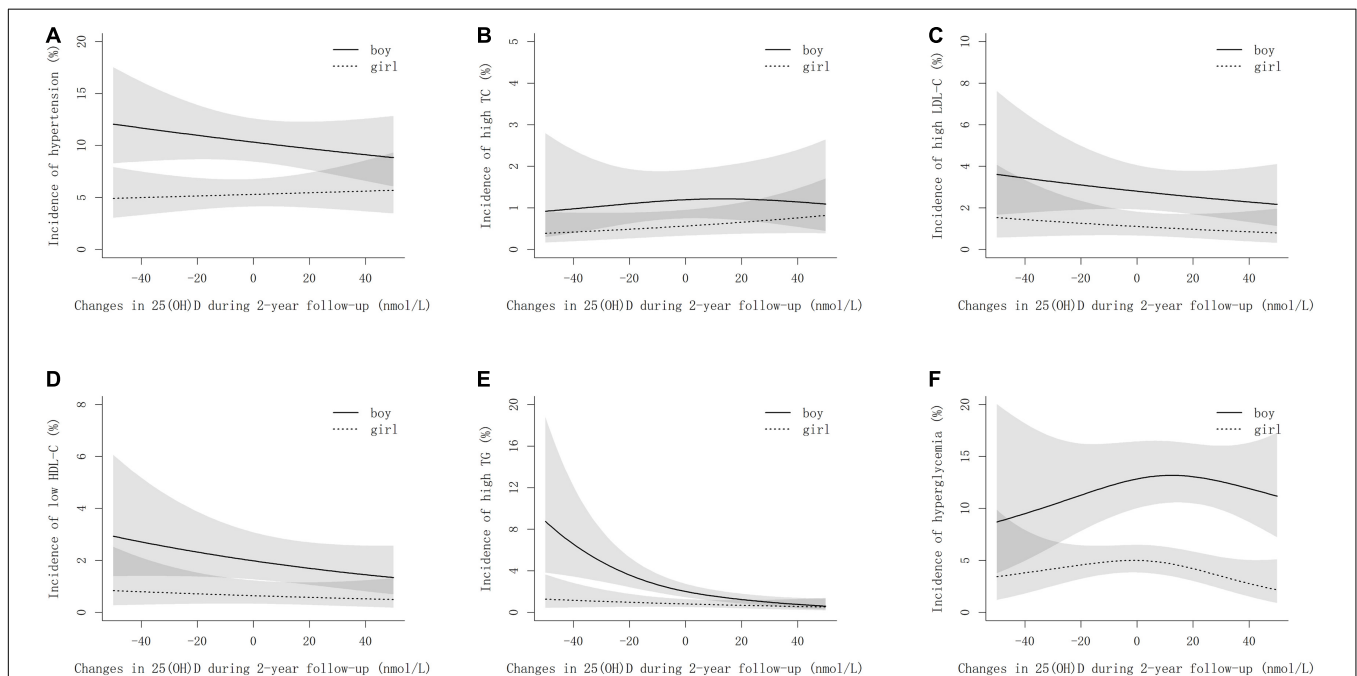 A
Incidence of hypertension (%)
20
15
10
5
0
boy
girl
-40 -20 0 20 40
Changes in 25(OH)D during 2-year follow-up (nmol/L)
B
Incidence of high TC (%)
5
4
3
2
1
0
boy
girl
-40 -20 0 20 40
Changes in 25(OH)D during 2-year follow-up (nmol/L)
C
Incidence of high LDL-C (%)
10
8
6
4
2
0
boy
girl
-40 -20 0 20 40
Changes in 25(OH)D during 2-year follow-up (nmol/L)
D
Incidence of low HDL-C (%)
8
6
4
2
0
boy
girl
-40 -20 0 20 40
Changes in 25(OH)D during 2-year follow-up (nmol/L)
E
Incidence of high TG (%)
20
16
12
8
4
0
boy
girl
-40 -20 0 20 40
Changes in 25(OH)D during 2-year follow-up (nmol/L)
F
Incidence of hyperglycemia (%)
20
15
10
5
0
boy
girl
-40 -20 0 20 40
Changes in 25(OH)D during 2-year follow-up (nmol/L)